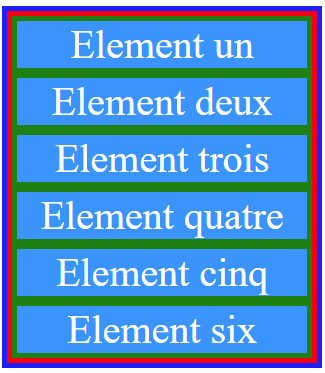 Element un
Element deux
Element trois
Element quatre
Element cinq
Element six